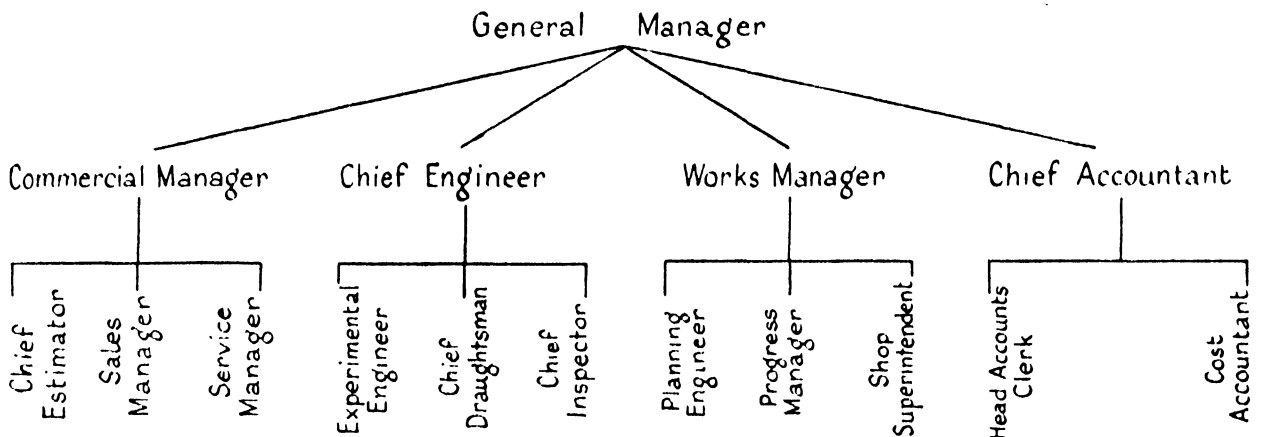 General Manager
Commercial Manager
Chief Engineer
Works Manager
Chief Accountant
Chief
Estimator
Sales
Manager
Service
Manager
Experimental
Engineer
Chief
Draughtsman
Chief
Inspector
Planning
Engineer
Progress
Manager
Shop
Superintendent
Head Accounts
Clerk
Cost
Accountant